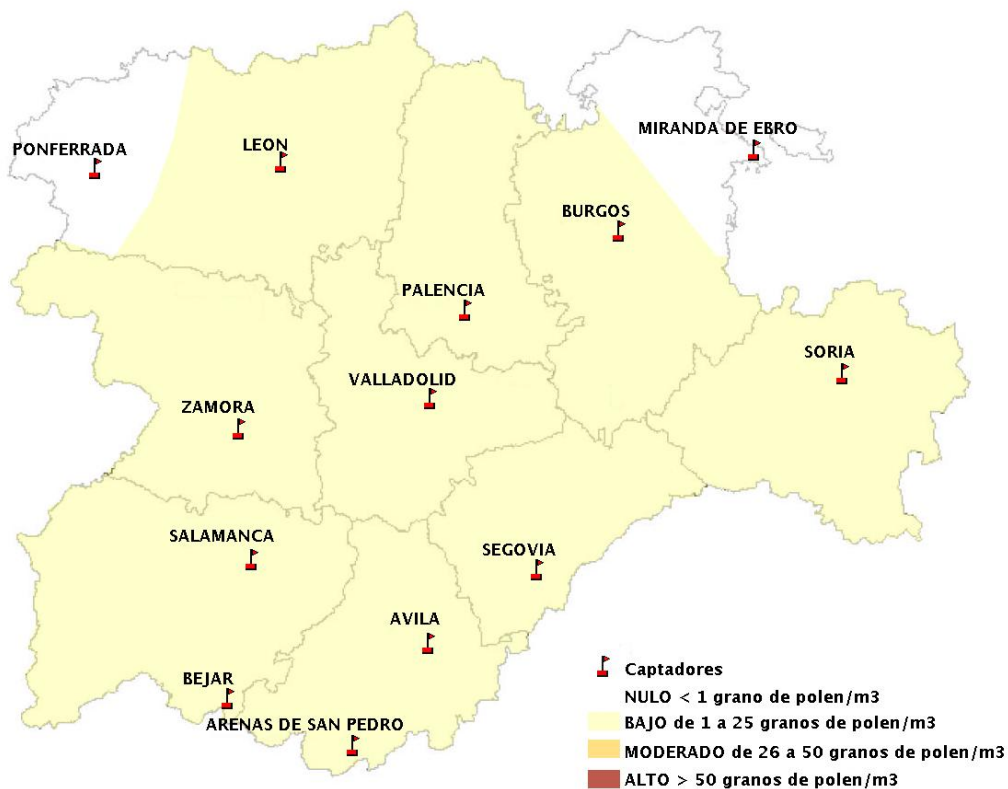 MIRANDA DE EBRO
PONFERRADA
LEON
BURGOS
PALENCIA
SORIA
VALLADOLID
ZAMORA
SALAMANCA
SEGOVIA
AVILA
BEJAR
ARENAS DE SAN PEDRO
Captadores
NULO < 1 grano de polen/m3
BAJO de 1 a 25 granos de polen/m3
MODERADO de 26 a 50 granos de polen/m3
ALTO > 50 granos de polen/m3